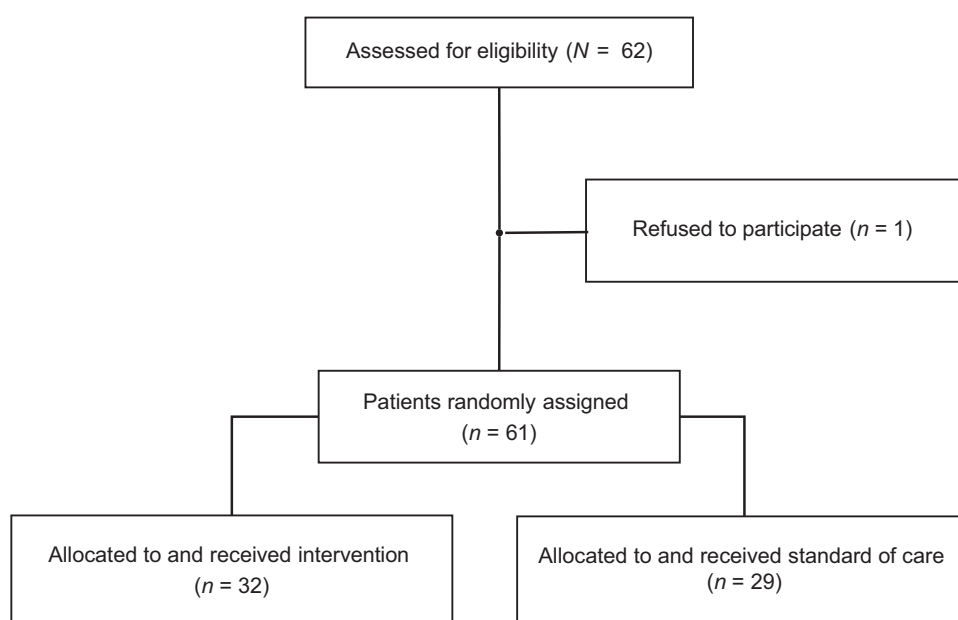 Assessed for eligibility (N = 62)
Refused to participate (n = 1)
Patients randomly assigned
(n = 61)
Allocated to and received intervention
(n = 32)
Allocated to and received standard of care
(n = 29)